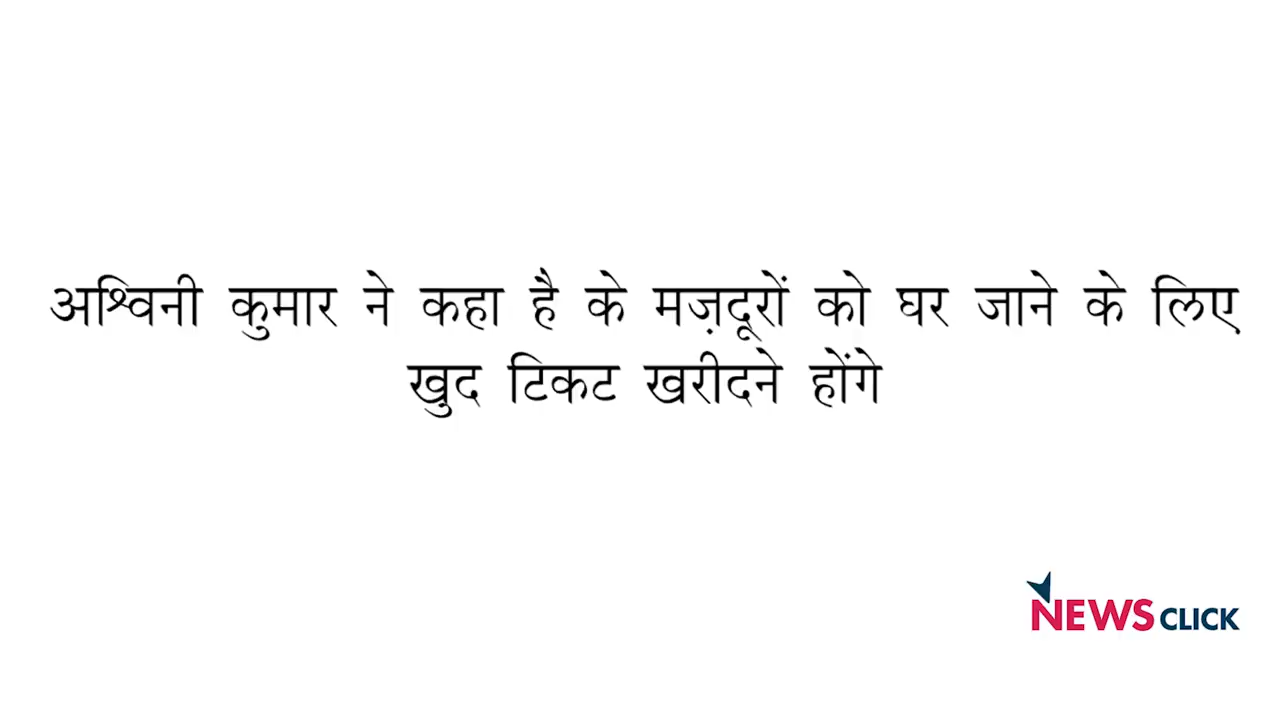 अश्विनी कुमार ने कहा है के मज़दूरों को घर जाने के लिए
खुद टिकट खरीदने होंगे
NEWS CLICK